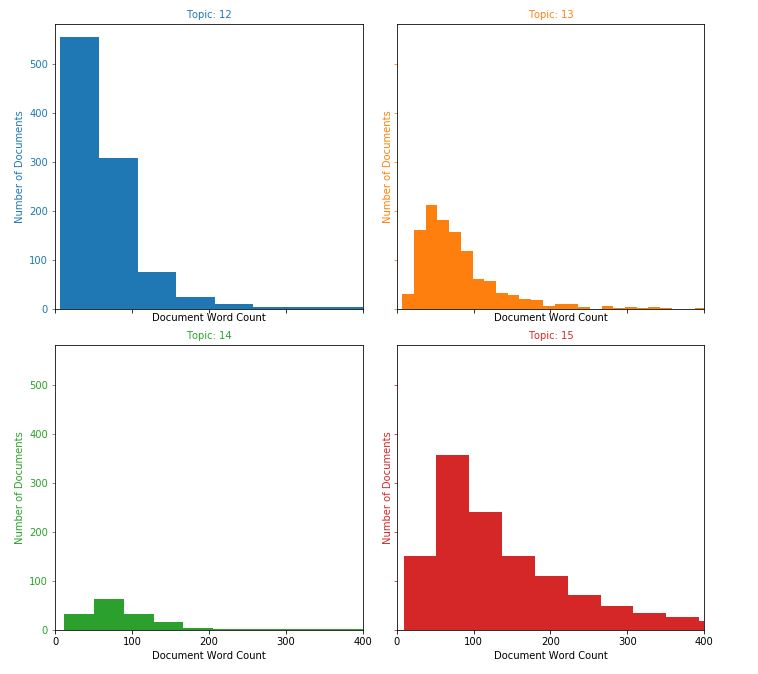 Topic: 12
Topic: 13
Number of Documents
500
400
300
200
100
0
Number of Documents
Document Word Count
Document Word Count
Topic: 14
Topic: 15
Number of Documents
500
400
300
200
100
0
Number of Documents
0 100 200 300 400
0 100 200 300 400
Document Word Count
Document Word Count